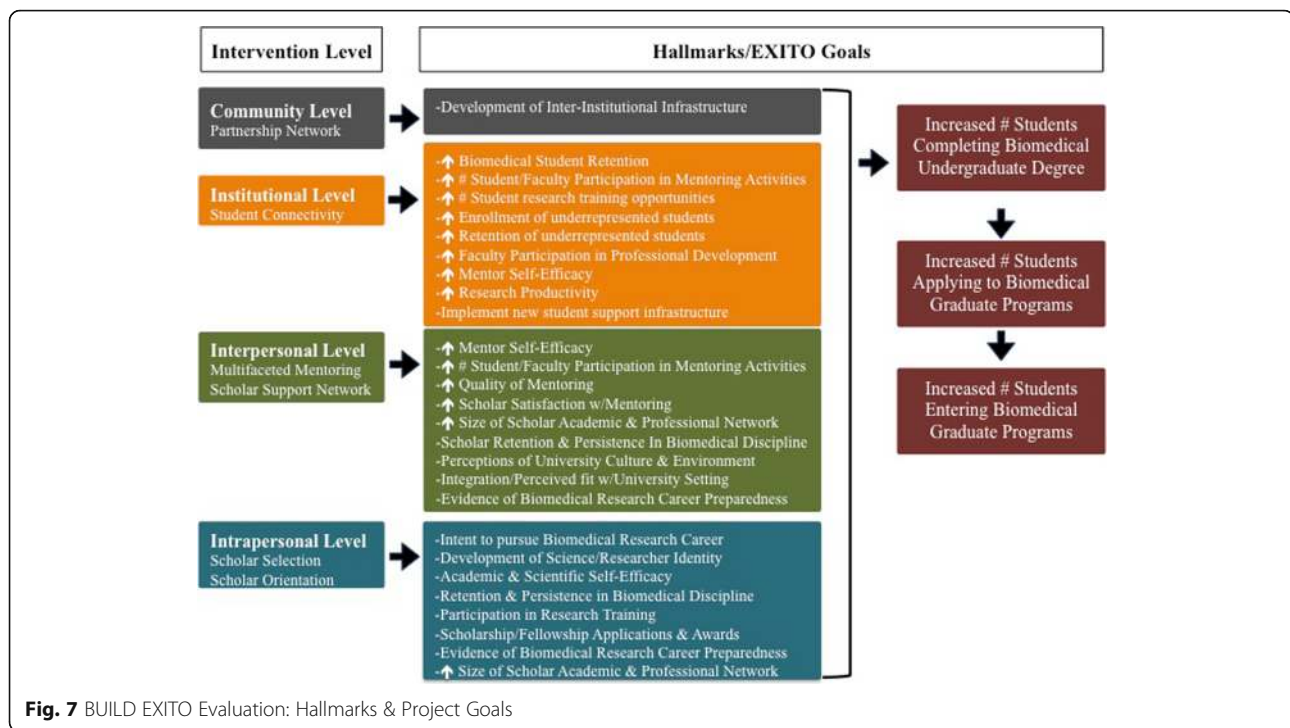 Intervention Level
Hallmarks/EXITO Goals
Community Level
Partnership Network
-Development of Inter-Institutional Infrastructure
Institutional Level
Student Connectivity
-↑ Biomedical Student Retention
-↑ # Student/Faculty Participation in Mentoring Activities
-↑ # Student research training opportunities
-↑ Enrollment of underrepresented students
-↑ Retention of underrepresented students
-↑ Faculty Participation in Professional Development
-↑ Mentor Self-Efficacy
-↑ Research Productivity
-Implement new student support infrastructure
Interpersonal Level
Multifaceted Mentoring
Scholar Support Network
-↑ Mentor Self-Efficacy
-↑ # Student/Faculty Participation in Mentoring Activities
-↑ Quality of Mentoring
-↑ Scholar Satisfaction w/Mentoring
-↑ Size of Scholar Academic & Professional Network
-Scholar Retention & Persistence In Biomedical Discipline
-Perceptions of University Culture & Environment
-Integration/Perceived fit w/University Setting
-Evidence of Biomedical Research Career Preparedness
Intrapersonal Level
Scholar Selection
Scholar Orientation
-Intent to pursue Biomedical Research Career
-Development of Science/Researcher Identity
-Academic & Scientific Self-Efficacy
-Retention & Persistence in Biomedical Discipline
-Participation in Research Training
-Scholarship/Fellowship Applications & Awards
-Evidence of Biomedical Research Career Preparedness
-↑ Size of Scholar Academic & Professional Network
Increased # Students
Completing Biomedical
Undergraduate Degree
Increased # Students
Applying to Biomedical
Graduate Programs
Increased # Students
Entering Biomedical
Graduate Programs
Fig. 7 BUILD EXITO Evaluation: Hallmarks & Project Goals